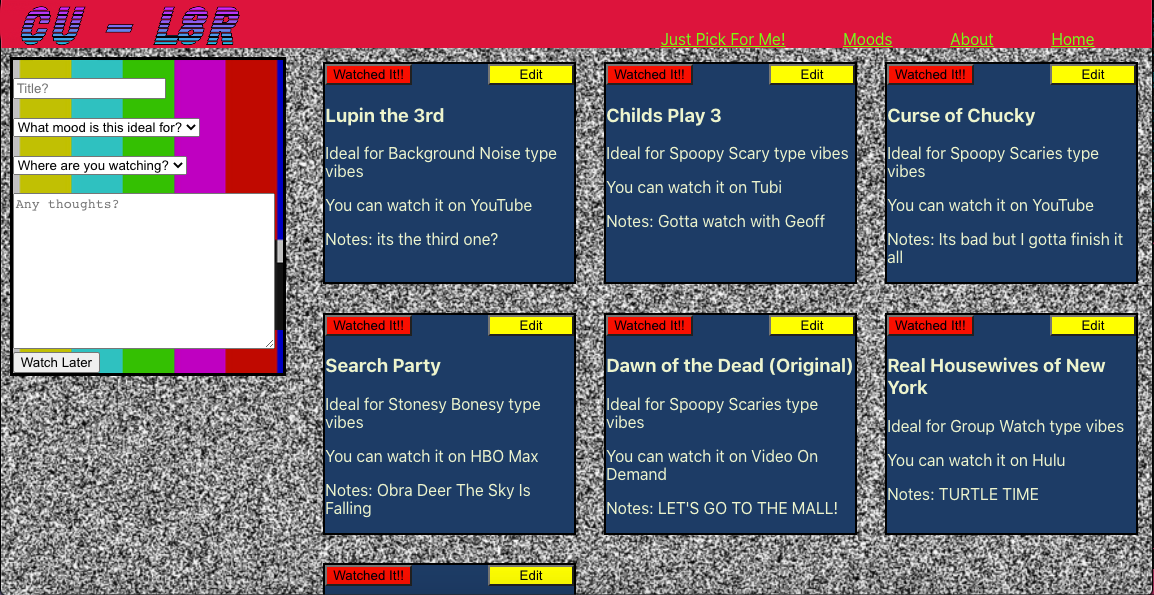 CU - L8R
Just Pick For Me! Moods About Home
Title?
What mood is this ideal for?
Where are you watching?
Any thoughts?
Watch Later
Watched It!! Edit
Lupin the 3rd
Ideal for Background Noise type
vibes
You can watch it on YouTube
Notes: its the third one?
Watched It!! Edit
Childs Play 3
Ideal for Spoopy Scary type vibes
You can watch it on Tubi
Notes: Gotta watch with Geoff
Watched It!! Edit
Curse of Chucky
Ideal for Spoopy Scaries type
vibes
You can watch it on YouTube
Notes: Its bad but I gotta finish it
all
Watched It!! Edit
Search Party
Ideal for Stonesy Bonesy type
vibes
You can watch it on HBO Max
Notes: Obra Deer The Sky Is
Falling
Watched It!! Edit
Dawn of the Dead (Original)
Ideal for Spoopy Scaries type
vibes
You can watch it on Video On
Demand
Notes: LET'S GO TO THE MALL!
Watched It!! Edit
Real Housewives of New
York
Ideal for Group Watch type vibes
You can watch it on Hulu
Notes: TURTLE TIME
Watched It!! Edit